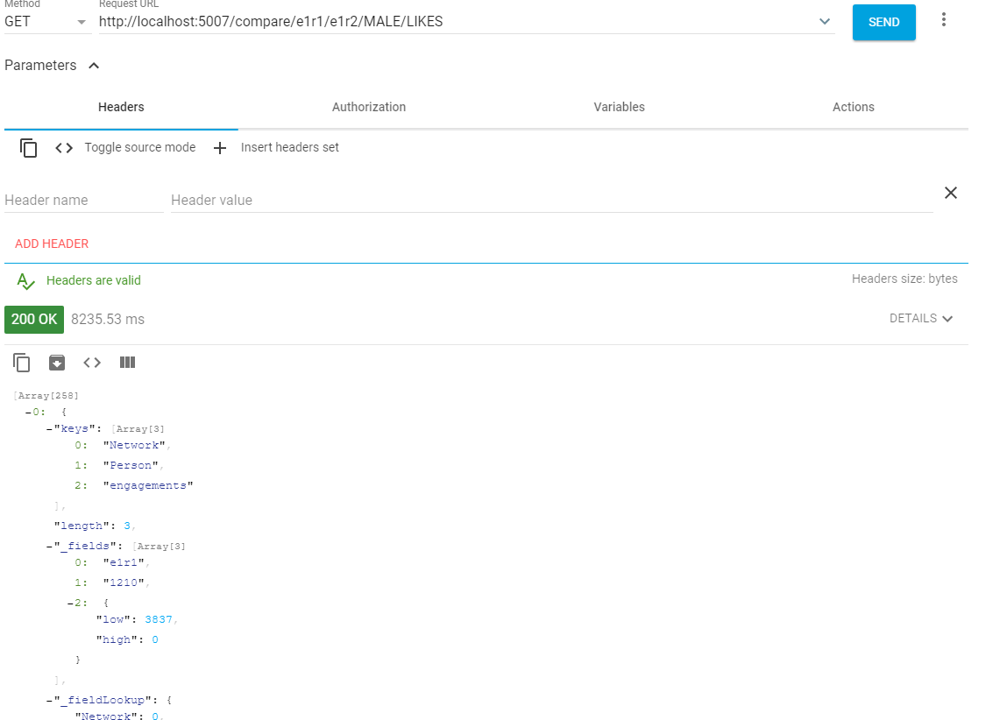 Method
Request URL
GET
http://localhost:5007/compare/e1r1/e1r2/MALE/LIKES
SEND
Parameters
Headers
Authorization
Variables
Actions
Toggle source mode
Insert headers set
Header name
Header value
ADD HEADER
Headers are valid
Headers size: bytes
200 OK
8235.53 ms
DETAILS
[Array[258]
−0: {
−"keys": [Array[3]
0: "Network",
1: "Person",
2: "engagements"
],
"length": 3,
−"_fields": [Array[3]
0: "e1r1",
1: "1210",
−2: {
"low": 3837,
"high": 0
}
],
−"_fieldLookup": {
"Network": 0,